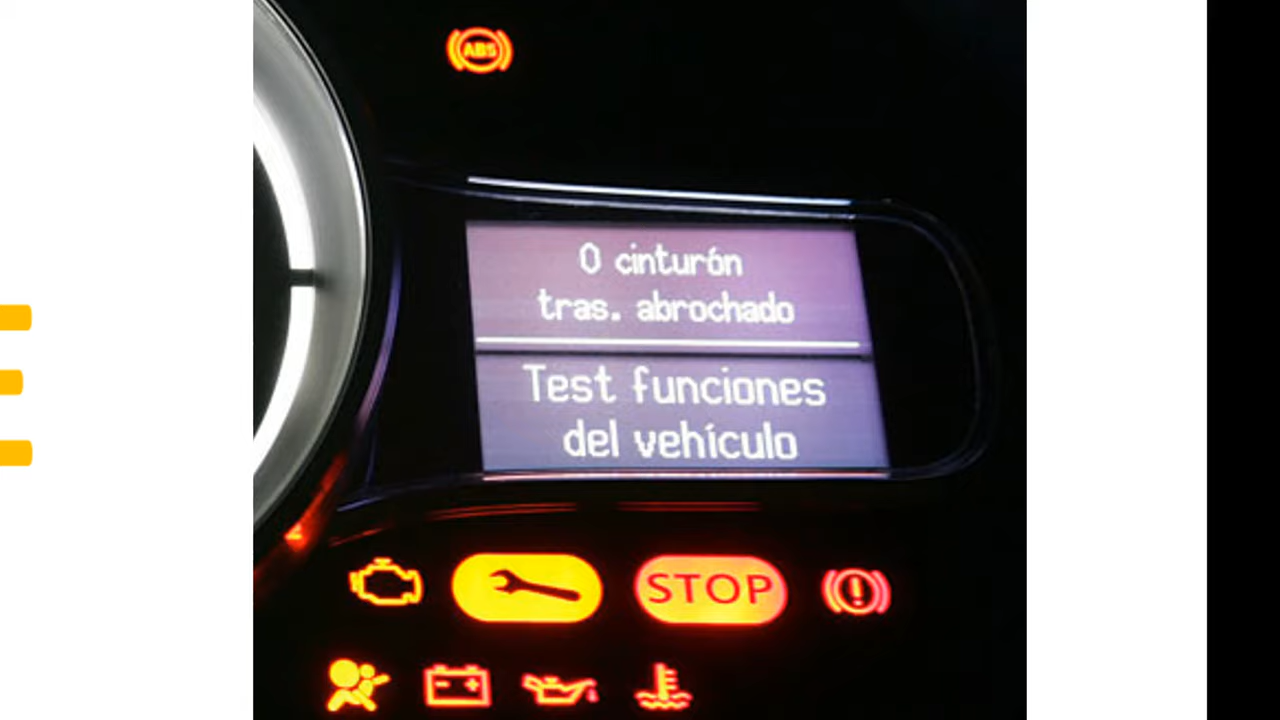 ABS
0 cinturón
tras. abrochado
Test funciones
del vehículo
STOP